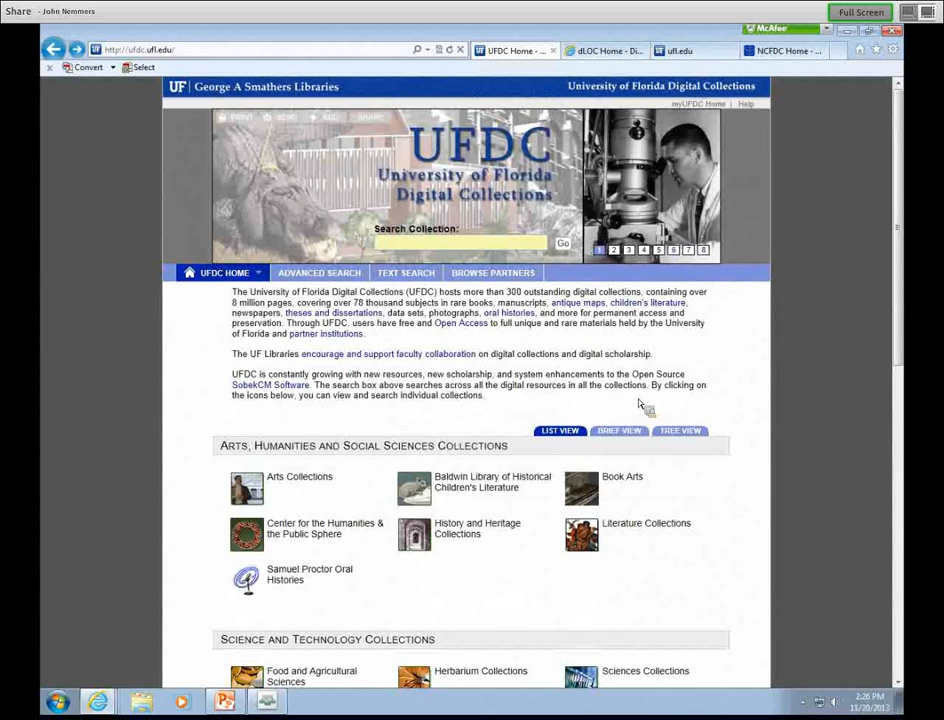 Share - John Nemmers
Full Screen
McAfee
http://ufdc.ufl.edu/
UFDC Home - ...
dLOC Home - Di...
ufl.edu
NCFDC Home - ...
Convert
Select
UF George A Smathers Libraries
University of Florida Digital Collections
myUFDC Home | Help
PRINT SEND ADD SHARE
UFDC
University of Florida
Digital Collections
Search Collection:
Go
1 2 3 4 5 6 7 8
UFDC HOME
ADVANCED SEARCH
TEXT SEARCH
BROWSE PARTNERS
The University of Florida Digital Collections (UFDC) hosts more than 300 outstanding digital collections, containing over
8 million pages, covering over 78 thousand subjects in rare books, manuscripts, antique maps, children's literature,
newspapers, theses and dissertations, data sets, photographs, oral histories, and more for permanent access and
preservation. Through UFDC, users have free and Open Access to full unique and rare materials held by the University
of Florida and partner institutions.
The UF Libraries encourage and support faculty collaboration on digital collections and digital scholarship.
UFDC is constantly growing with new resources, new scholarship, and system enhancements to the Open Source
SobekCM Software. The search box above searches across all the digital resources in all the collections. By clicking on
the icons below, you can view and search individual collections.
LIST VIEW
BRIEF VIEW
TREE VIEW
ARTS, HUMANITIES AND SOCIAL SCIENCES COLLECTIONS
Arts Collections
Baldwin Library of Historical
Children's Literature
Book Arts
Center for the Humanities &
the Public Sphere
History and Heritage
Collections
Literature Collections
Samuel Proctor Oral
Histories
SCIENCE AND TECHNOLOGY COLLECTIONS
Food and Agricultural
Sciences
Herbarium Collections
Sciences Collections
2:26 PM
11/20/2013